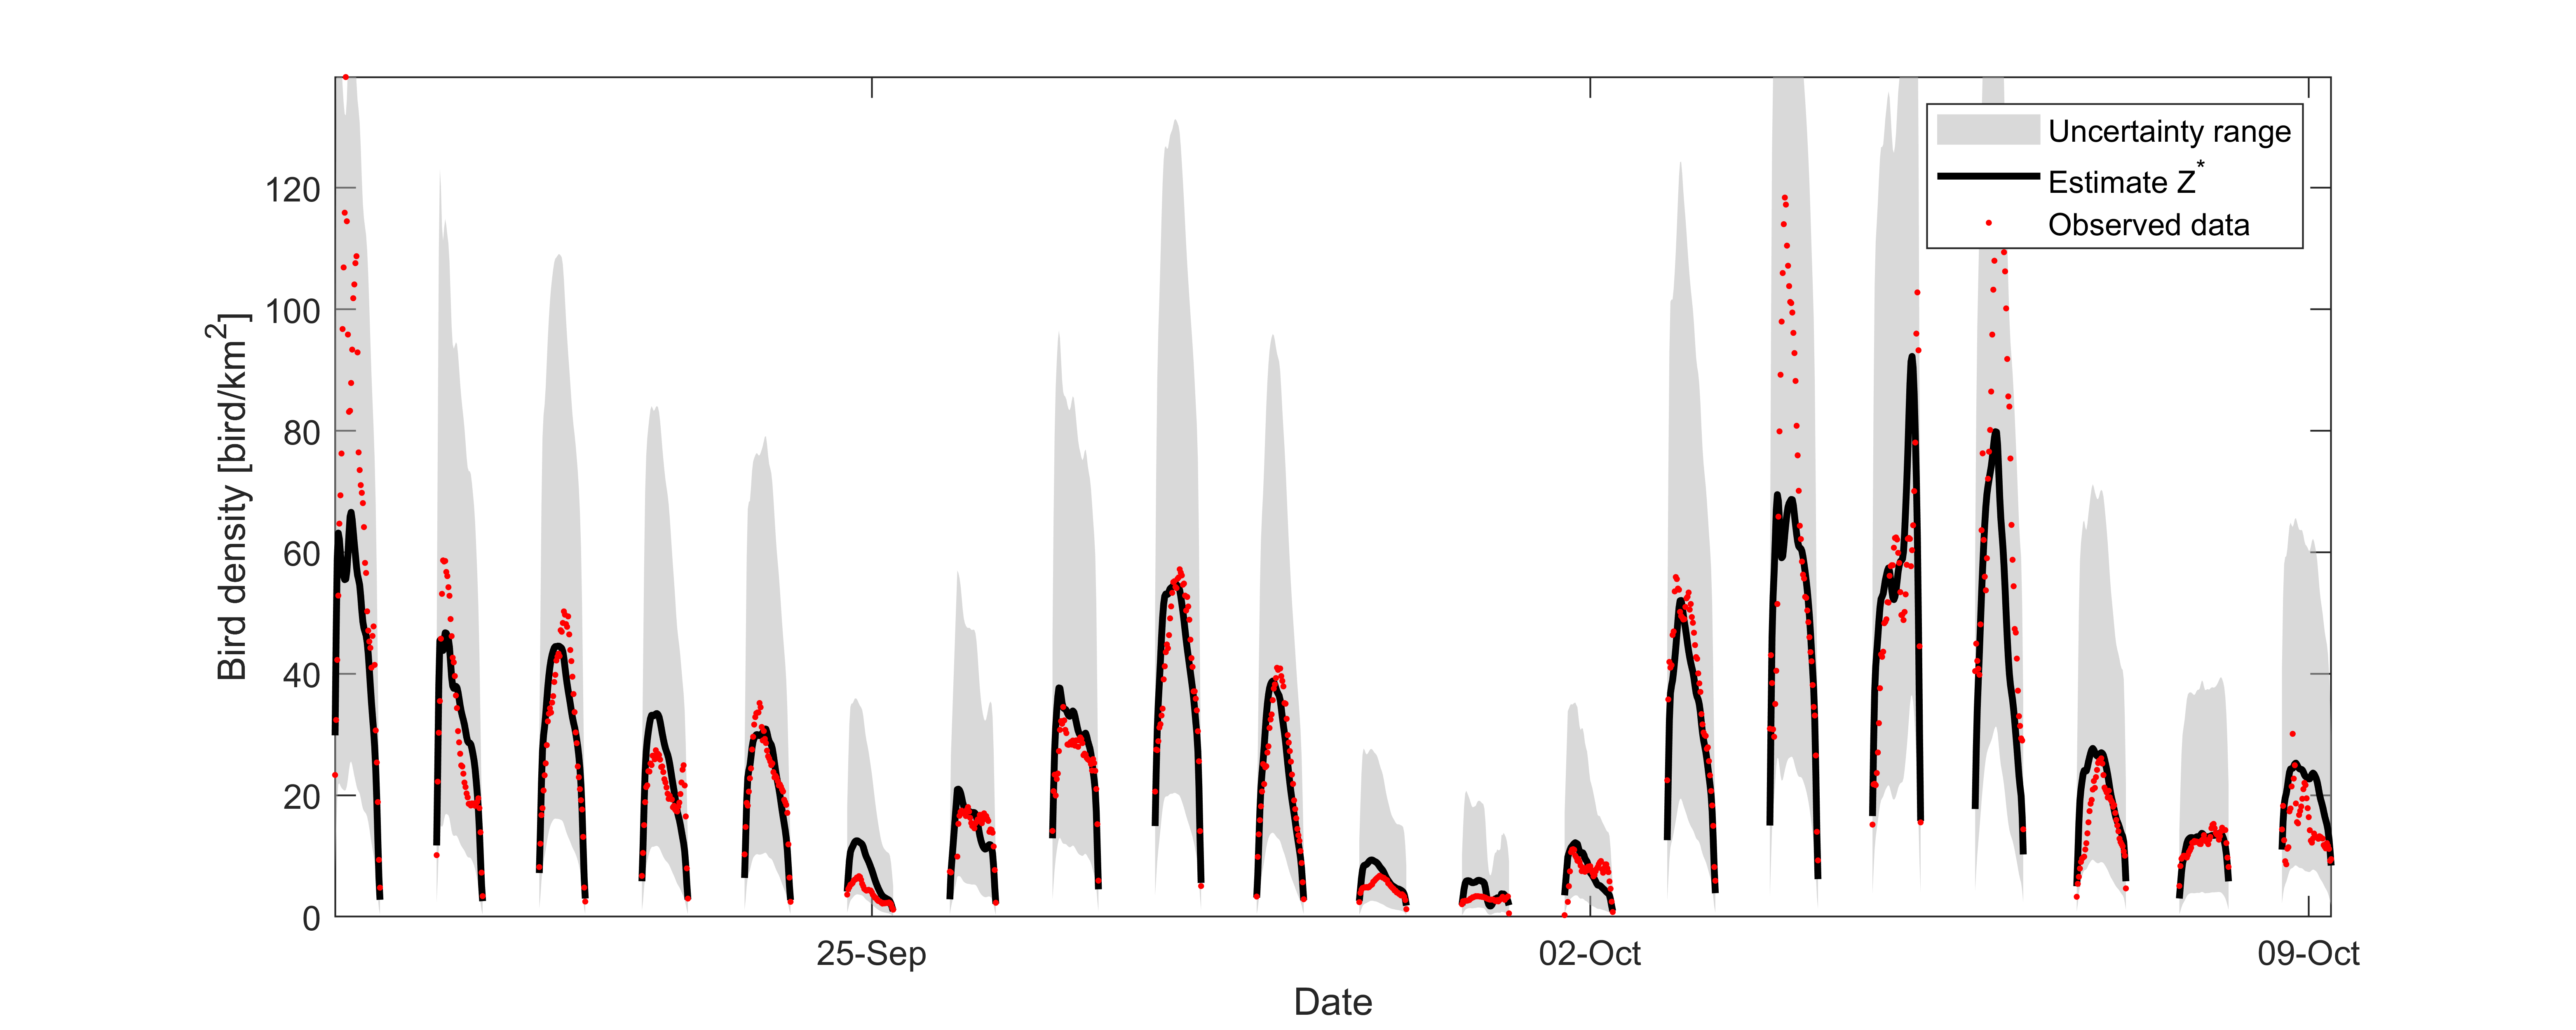 120
100
80
60
40
20
0
Bird density [bird/km²]
Uncertainty range
Estimate Z*
Observed data
25-Sep
02-Oct
09-Oct
Date